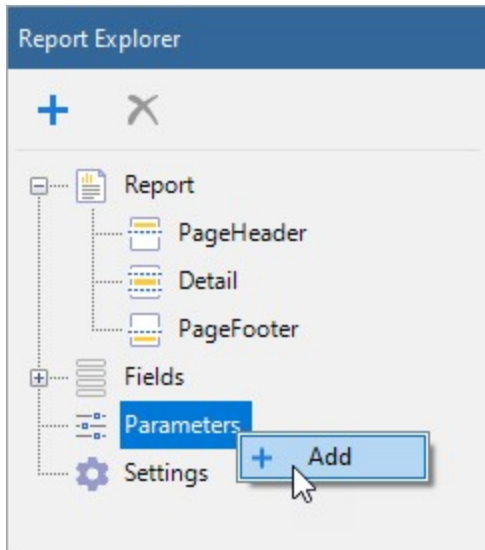 Report Explorer
Report
PageHeader
Detail
PageFooter
Fields
Parameters
Add
Settings